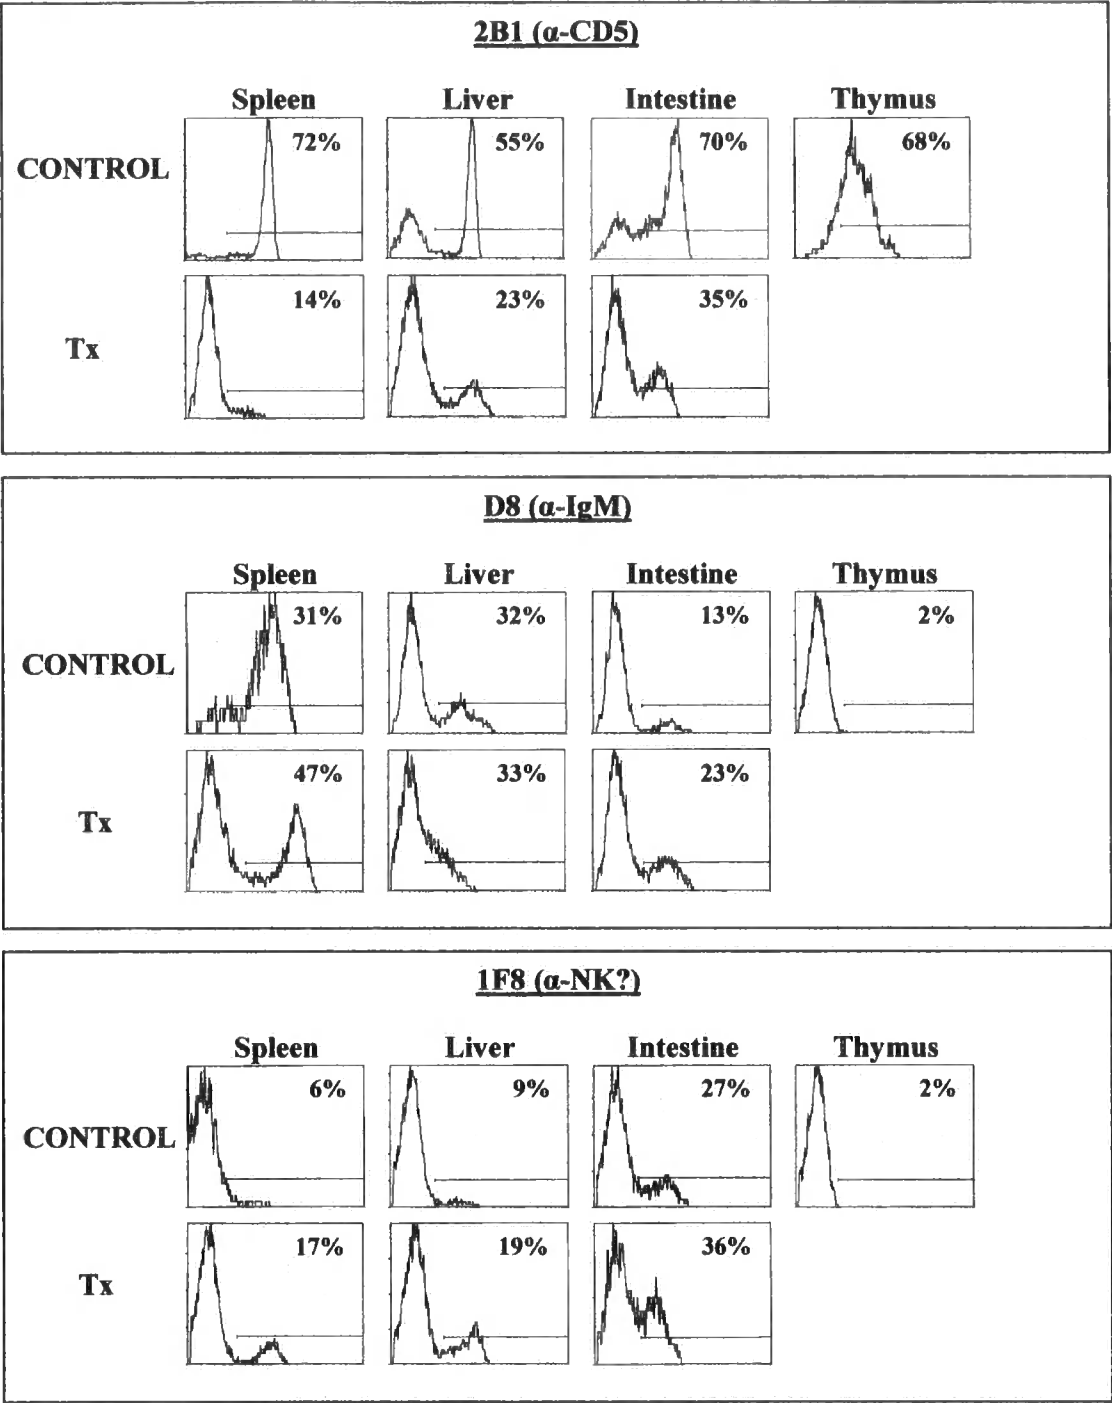 2B1 (α-CD5)
Spleen Liver Intestine Thymus
CONTROL 72% 55% 70% 68%
Tx 14% 23% 35%
D8 (α-IgM)
Spleen Liver Intestine Thymus
CONTROL 31% 32% 13% 2%
Tx 47% 33% 23%
1F8 (α-NK?)
Spleen Liver Intestine Thymus
CONTROL 6% 9% 27% 2%
Tx 17% 19% 36%